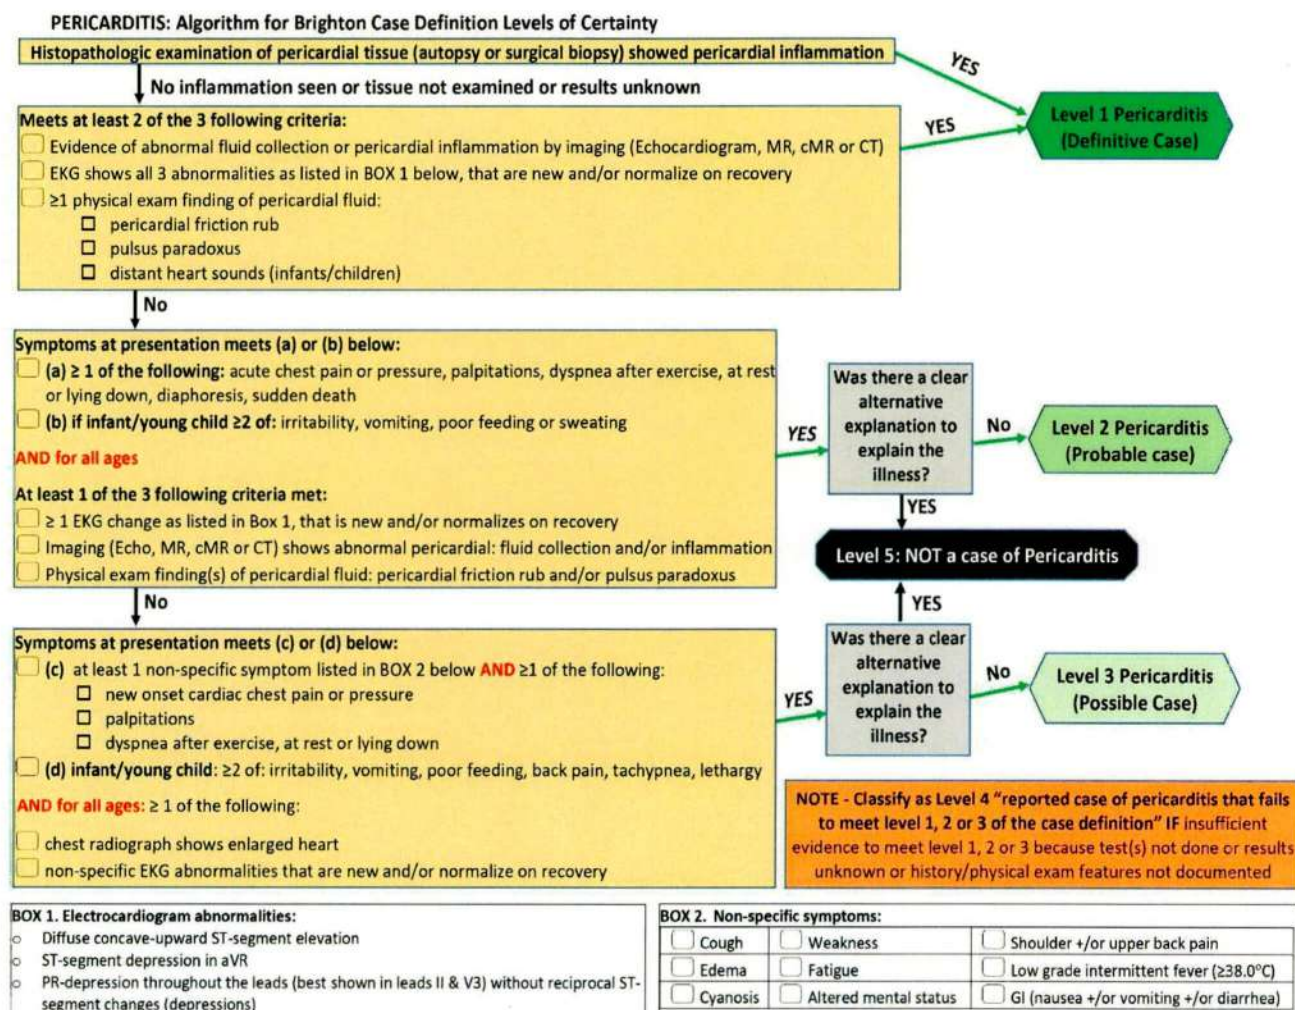 PERICARDITIS: Algorithm for Brighton Case Definition Levels of Certainty
Histopathologic examination of pericardial tissue (autopsy or surgical biopsy) showed pericardial inflammation
YES
No inflammation seen or tissue not examined or results unknown
Meets at least 2 of the 3 following criteria:
Evidence of abnormal fluid collection or pericardial inflammation by imaging (Echocardiogram, MR, cMR or CT)
EKG shows all 3 abnormalities as listed in BOX 1 below, that are new and/or normalize on recovery
≥1 physical exam finding of pericardial fluid:
pericardial friction rub
pulsus paradoxus
distant heart sounds (infants/children)
YES
Level 1 Pericarditis
(Definitive Case)
No
Symptoms at presentation meets (a) or (b) below:
(a) ≥ 1 of the following: acute chest pain or pressure, palpitations, dyspnea after exercise, at rest
or lying down, diaphoresis, sudden death
(b) if infant/young child ≥2 of: irritability, vomiting, poor feeding or sweating
AND for all ages
At least 1 of the 3 following criteria met:
≥ 1 EKG change as listed in Box 1, that is new and/or normalizes on recovery
Imaging (Echo, MR, cMR or CT) shows abnormal pericardial: fluid collection and/or inflammation
Physical exam finding(s) of pericardial fluid: pericardial friction rub and/or pulsus paradoxus
YES
Was there a clear
alternative
explanation to
explain the
illness?
No
Level 2 Pericarditis
(Probable case)
YES
Level 5: NOT a case of Pericarditis
No
Symptoms at presentation meets (c) or (d) below:
(c) at least 1 non-specific symptom listed in BOX 2 below AND ≥1 of the following:
new onset cardiac chest pain or pressure
palpitations
dyspnea after exercise, at rest or lying down
(d) infant/young child: ≥2 of: irritability, vomiting, poor feeding, back pain, tachypnea, lethargy
AND for all ages: ≥ 1 of the following:
chest radiograph shows enlarged heart
non-specific EKG abnormalities that are new and/or normalize on recovery
YES
YES
Was there a clear
alternative
explanation to
explain the
illness?
No
Level 3 Pericarditis
(Possible Case)
NOTE - Classify as Level 4 "reported case of pericarditis that fails
to meet level 1, 2 or 3 of the case definition" IF insufficient
evidence to meet level 1, 2 or 3 because test(s) not done or results
unknown or history/physical exam features not documented
BOX 1. Electrocardiogram abnormalities:
○ Diffuse concave-upward ST-segment elevation
○ ST-segment depression in aVR
○ PR-depression throughout the leads (best shown in leads II & V3) without reciprocal ST-
segment changes (depressions)
BOX 2. Non-specific symptoms:
Cough Weakness Shoulder +/or upper back pain
Edema Fatigue Low grade intermittent fever (≥38.0°C)
Cyanosis Altered mental status GI (nausea +/or vomiting +/or diarrhea)